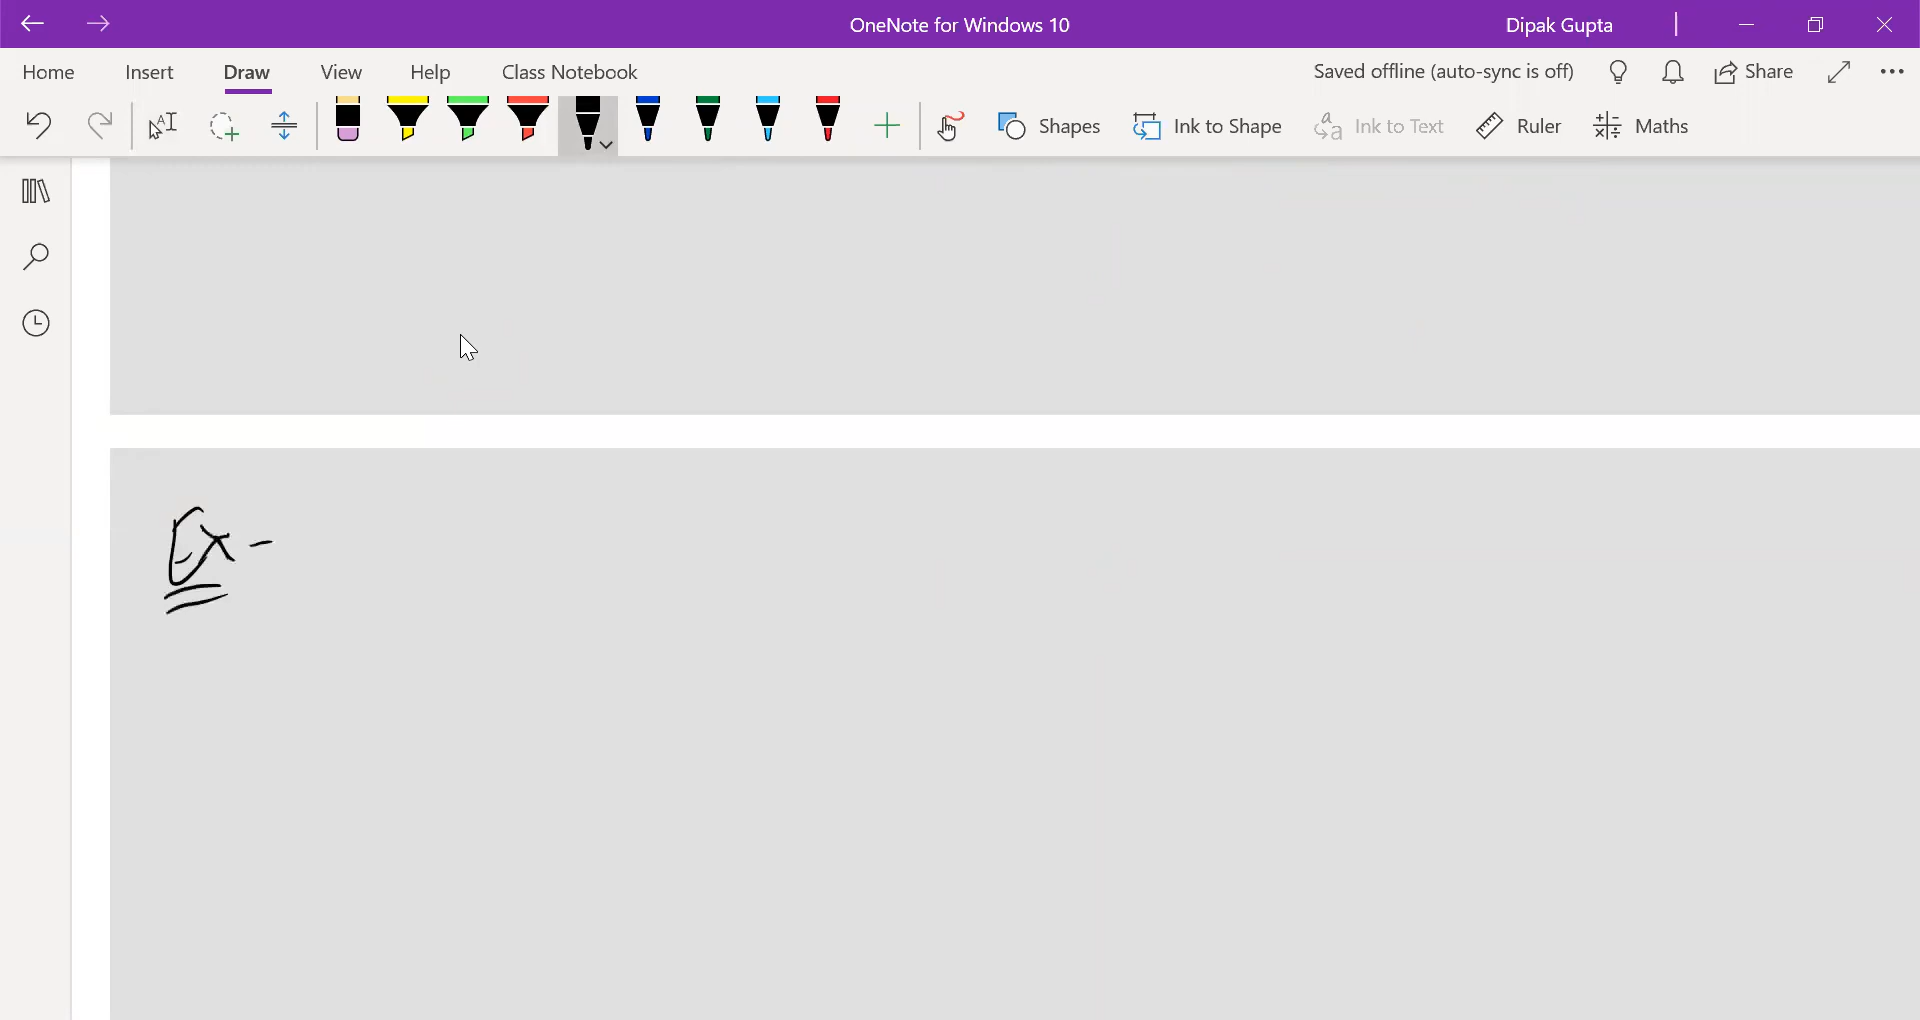 OneNote for Windows 10
Dipak Gupta
Home Insert Draw View Help Class Notebook
Saved offline (auto-sync is off) Share
Shapes Ink to Shape Ink to Text Ruler Maths
Ex -